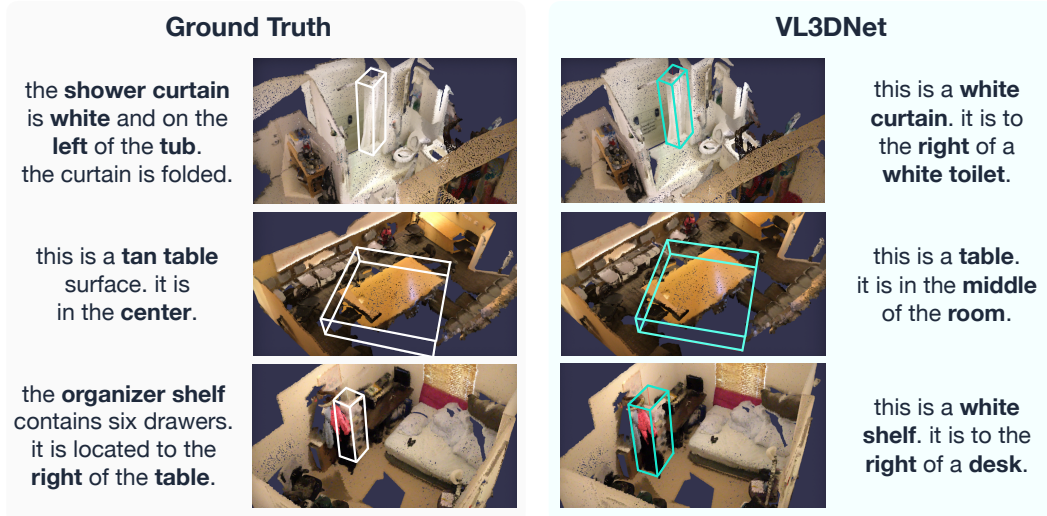 Ground Truth
VL3DNet
the shower curtain
is white and on the
left of the tub.
the curtain is folded.
this is a white
curtain. it is to
the right of a
white toilet.
this is a tan table
surface. it is
in the center.
this is a table.
it is in the middle
of the room.
the organizer shelf
contains six drawers.
it is located to the
right of the table.
this is a white
shelf. it is to the
right of a desk.